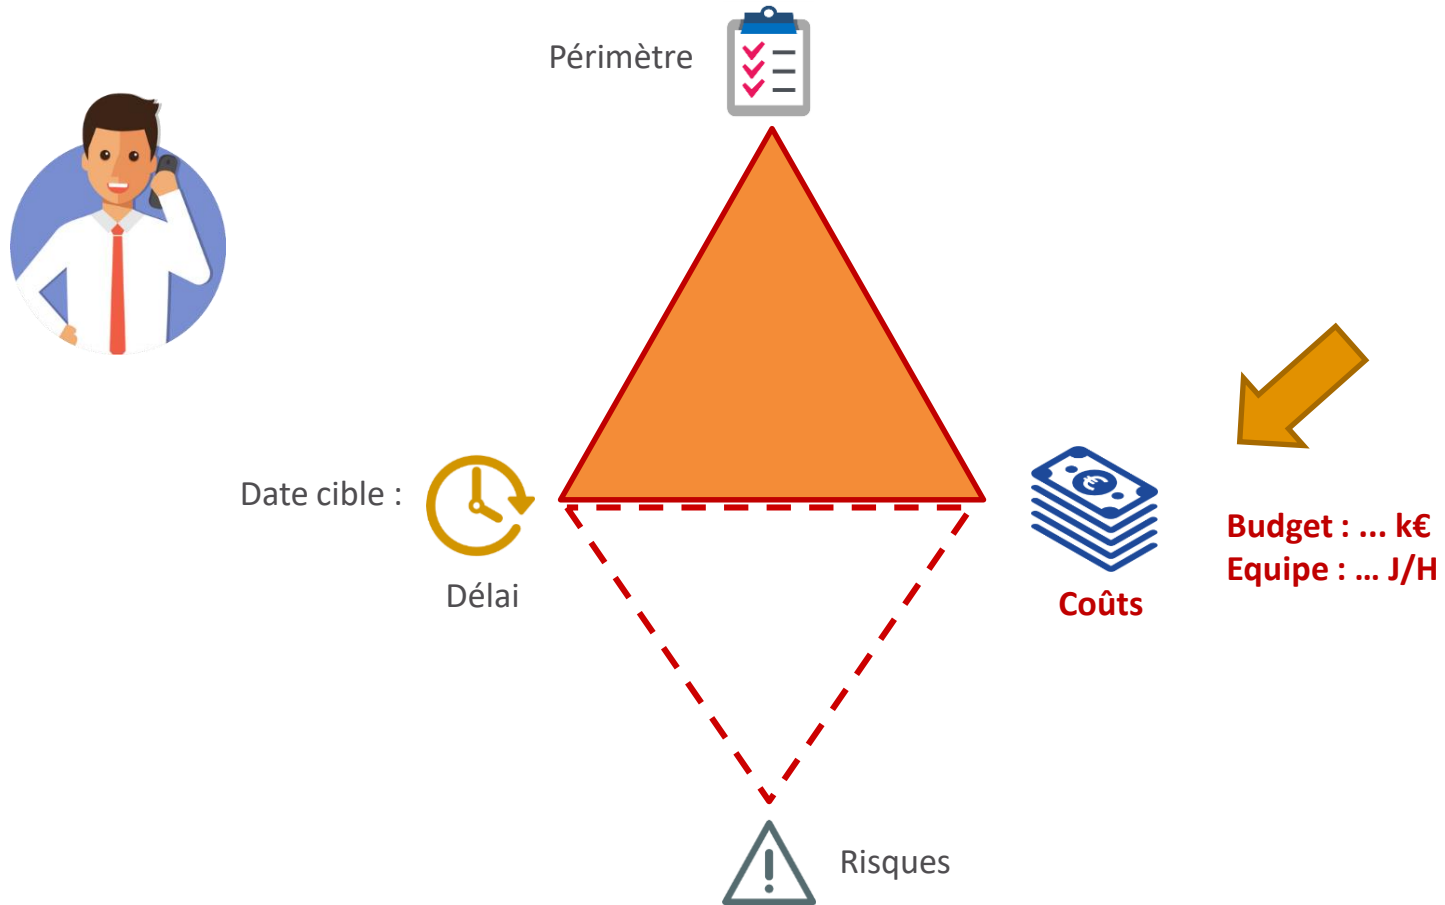 Périmètre
Date cible :
Délai
Budget : ... k€
Equipe : ... J/H
Coûts
Risques